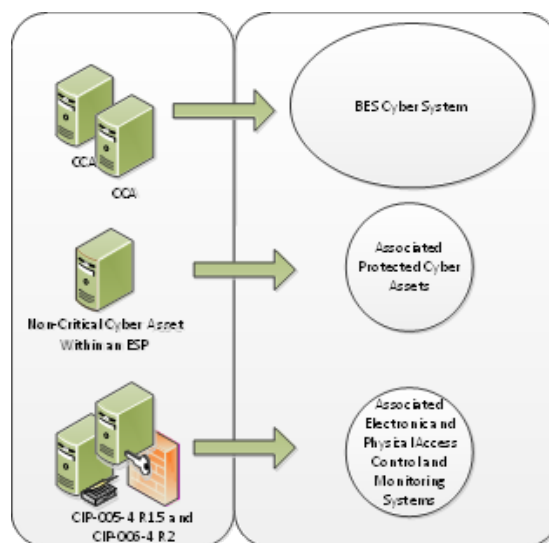 CCA
CCA
BES Cyber System
Non-Critical Cyber Asset
Within an ESP
Associated
Protected Cyber
Assets
CIP-005-4 R1.5 and
CIP-006-4 R2
Associated
Electronic and
Physical Access
Control and
Monitoring
Systems